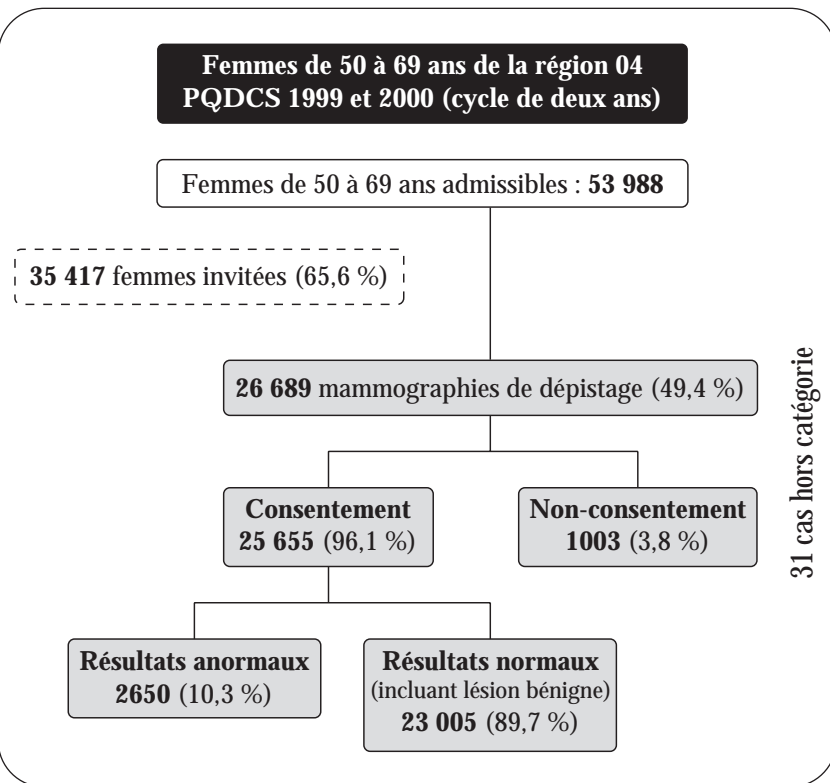 Femmes de 50 à 69 ans de la région 04
PQDCS 1999 et 2000 (cycle de deux ans)
Femmes de 50 à 69 ans admissibles : 53 988
35 417 femmes invitées (65,6 %)
26 689 mammographies de dépistage (49,4 %)
31 cas hors catégorie
Consentement
25 655 (96,1 %)
Non-consentement
1003 (3,8 %)
Résultats anormaux
2650 (10,3 %)
Résultats normaux
(incluant lésion bénigne)
23 005 (89,7 %)